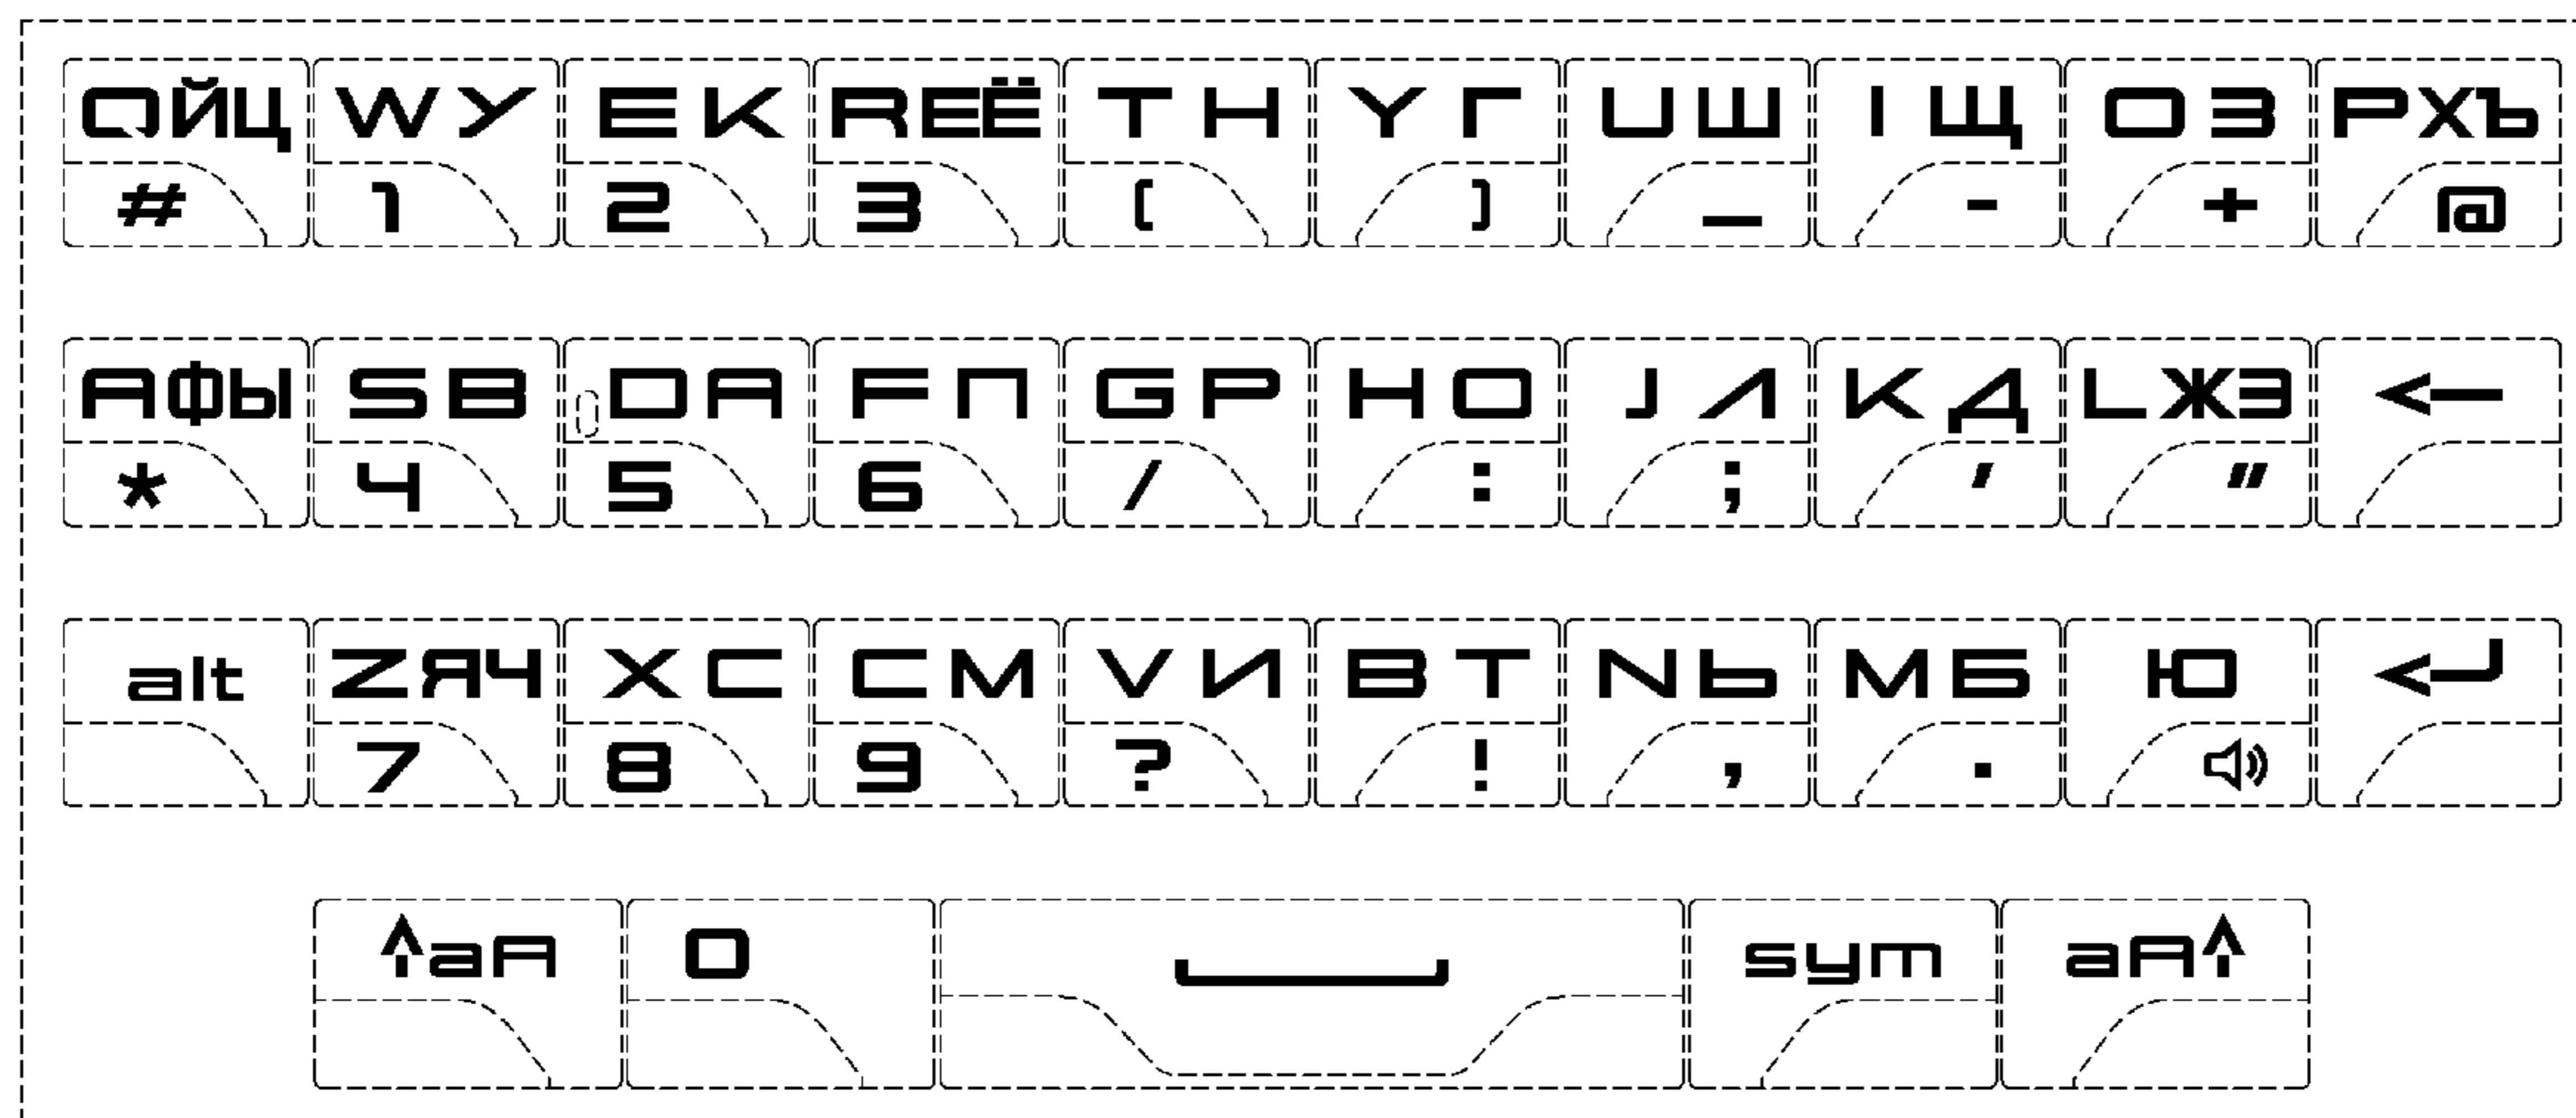 QЙЦ WУ EК REЁ TН YГ UШ IЩ OЗ PХЪ
# 1 2 3 ( ) _ - + @
AФЫ SВ DА FП GР HО JЛ KД LЖЭ ←
* 4 5 6 / : ; ' "
alt ZЯЧ XС CМ VИ BТ NЬ MБ Ю ↵
7 8 9 ? ! , .
↑aA 0 sym aA↑